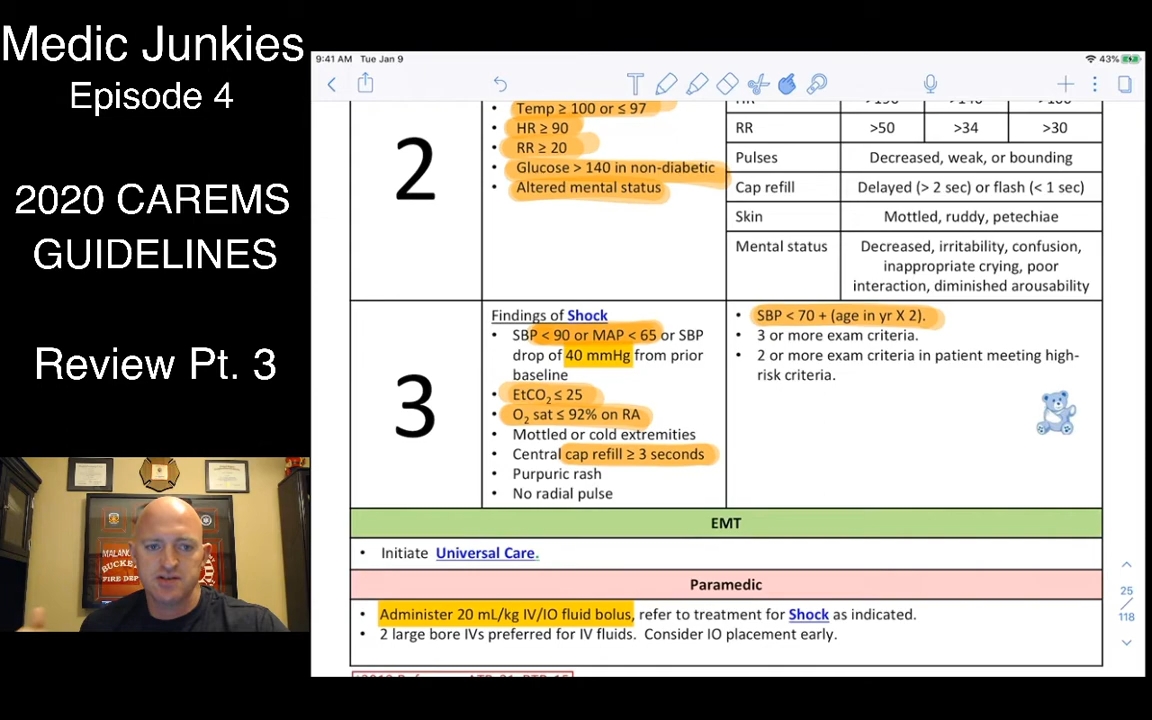 Medic Junkies
Episode 4
2020 CAREMS
GUIDELINES
Review Pt. 3
9:41 AM Tue Jan 9
43%
2
• Temp ≥ 100 or ≤ 97
• HR ≥ 90
• RR ≥ 20
• Glucose > 140 in non-diabetic
• Altered mental status
RR >50 >34 >30
Pulses Decreased, weak, or bounding
Cap refill Delayed (> 2 sec) or flash (< 1 sec)
Skin Mottled, ruddy, petechiae
Mental status Decreased, irritability, confusion,
inappropriate crying, poor
interaction, diminished arousability
3
Findings of Shock
• SBP < 90 or MAP < 65 or SBP
drop of 40 mmHg from prior
baseline
• EtCO₂ ≤ 25
• O₂ sat ≤ 92% on RA
• Mottled or cold extremities
• Central cap refill ≥ 3 seconds
• Purpuric rash
• No radial pulse
• SBP < 70 + (age in yr X 2).
• 3 or more exam criteria.
• 2 or more exam criteria in patient meeting high-
risk criteria.
EMT
• Initiate Universal Care.
Paramedic
• Administer 20 mL/kg IV/IO fluid bolus, refer to treatment for Shock as indicated.
• 2 large bore IVs preferred for IV fluids. Consider IO placement early.
25
/
118